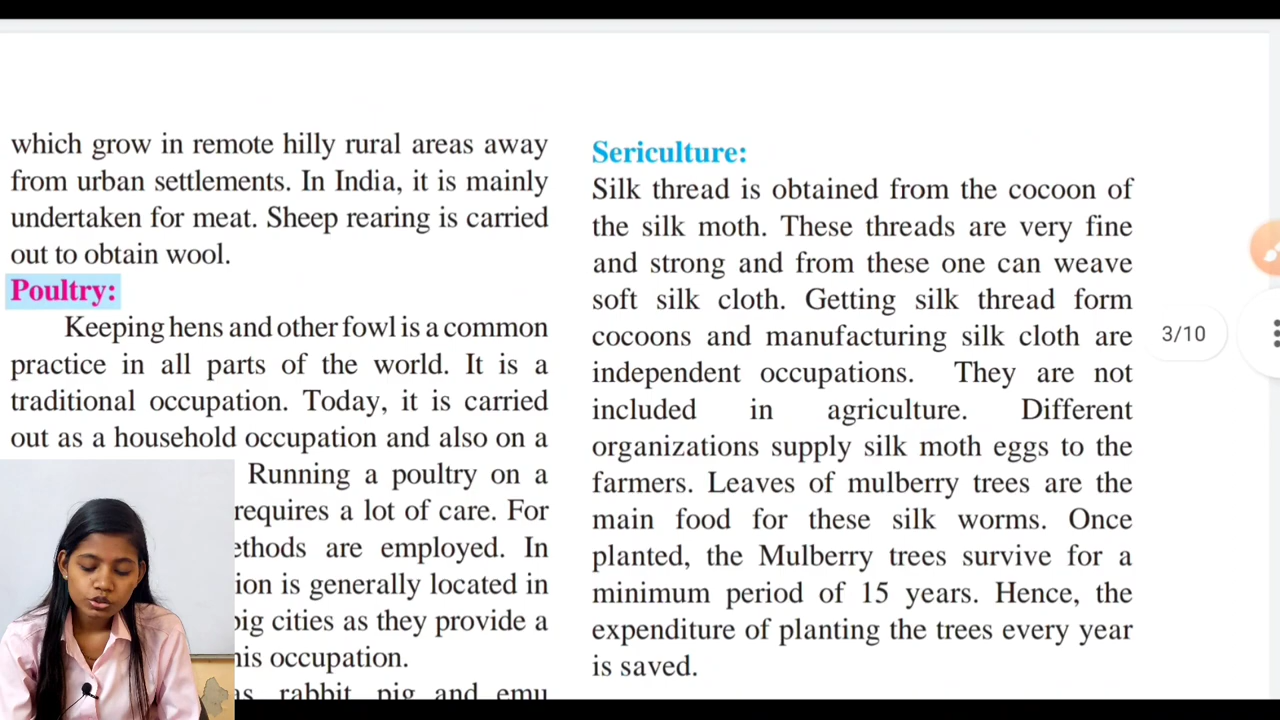 which grow in remote hilly rural areas away
from urban settlements. In India, it is mainly
undertaken for meat. Sheep rearing is carried
out to obtain wool.
Poultry:
Keeping hens and other fowl is a common
practice in all parts of the world. It is a
traditional occupation. Today, it is carried
out as a household occupation and also on a
Running a poultry on a
requires a lot of care. For
are employed. In
is generally located in
cities as they provide a
occupation.
rabbit, pig and emu
Sericulture:
Silk thread is obtained from the cocoon of
the silk moth. These threads are very fine
and strong and from these one can weave
soft silk cloth. Getting silk thread form
cocoons and manufacturing silk cloth are
independent occupations. They are not
included in agriculture. Different
organizations supply silk moth eggs to the
farmers. Leaves of mulberry trees are the
main food for these silk worms. Once
planted, the Mulberry trees survive for a
minimum period of 15 years. Hence, the
expenditure of planting the trees every year
is saved.
3/10